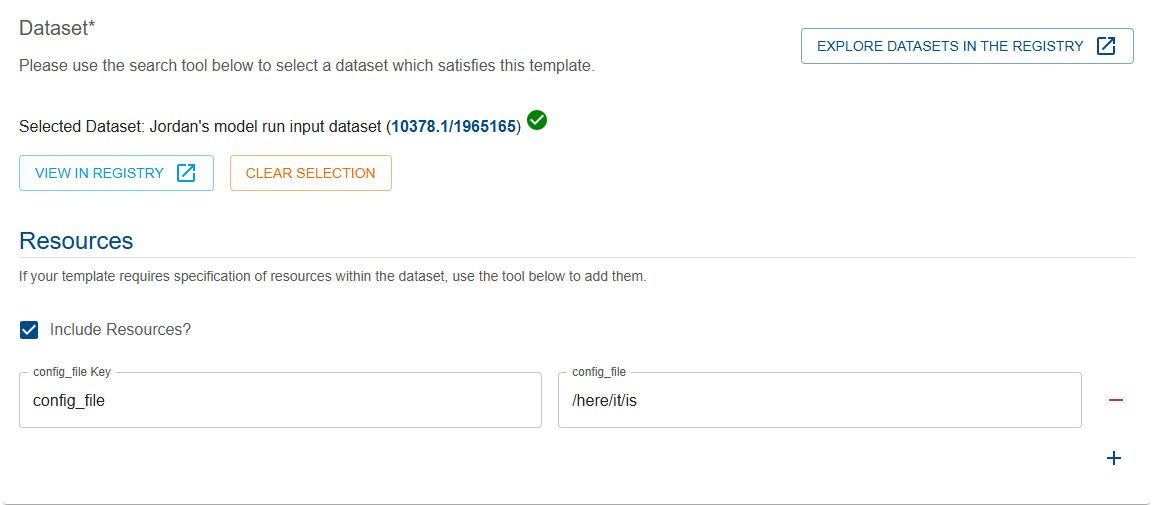 Dataset*
EXPLORE DATASETS IN THE REGISTRY
Please use the search tool below to select a dataset which satisfies this template.
Selected Dataset: Jordan's model run input dataset (10378.1/1965165)
VIEW IN REGISTRY
CLEAR SELECTION
Resources
If your template requires specification of resources within the dataset, use the tool below to add them.
Include Resources?
config_file Key
config_file
config_file
/here/it/is